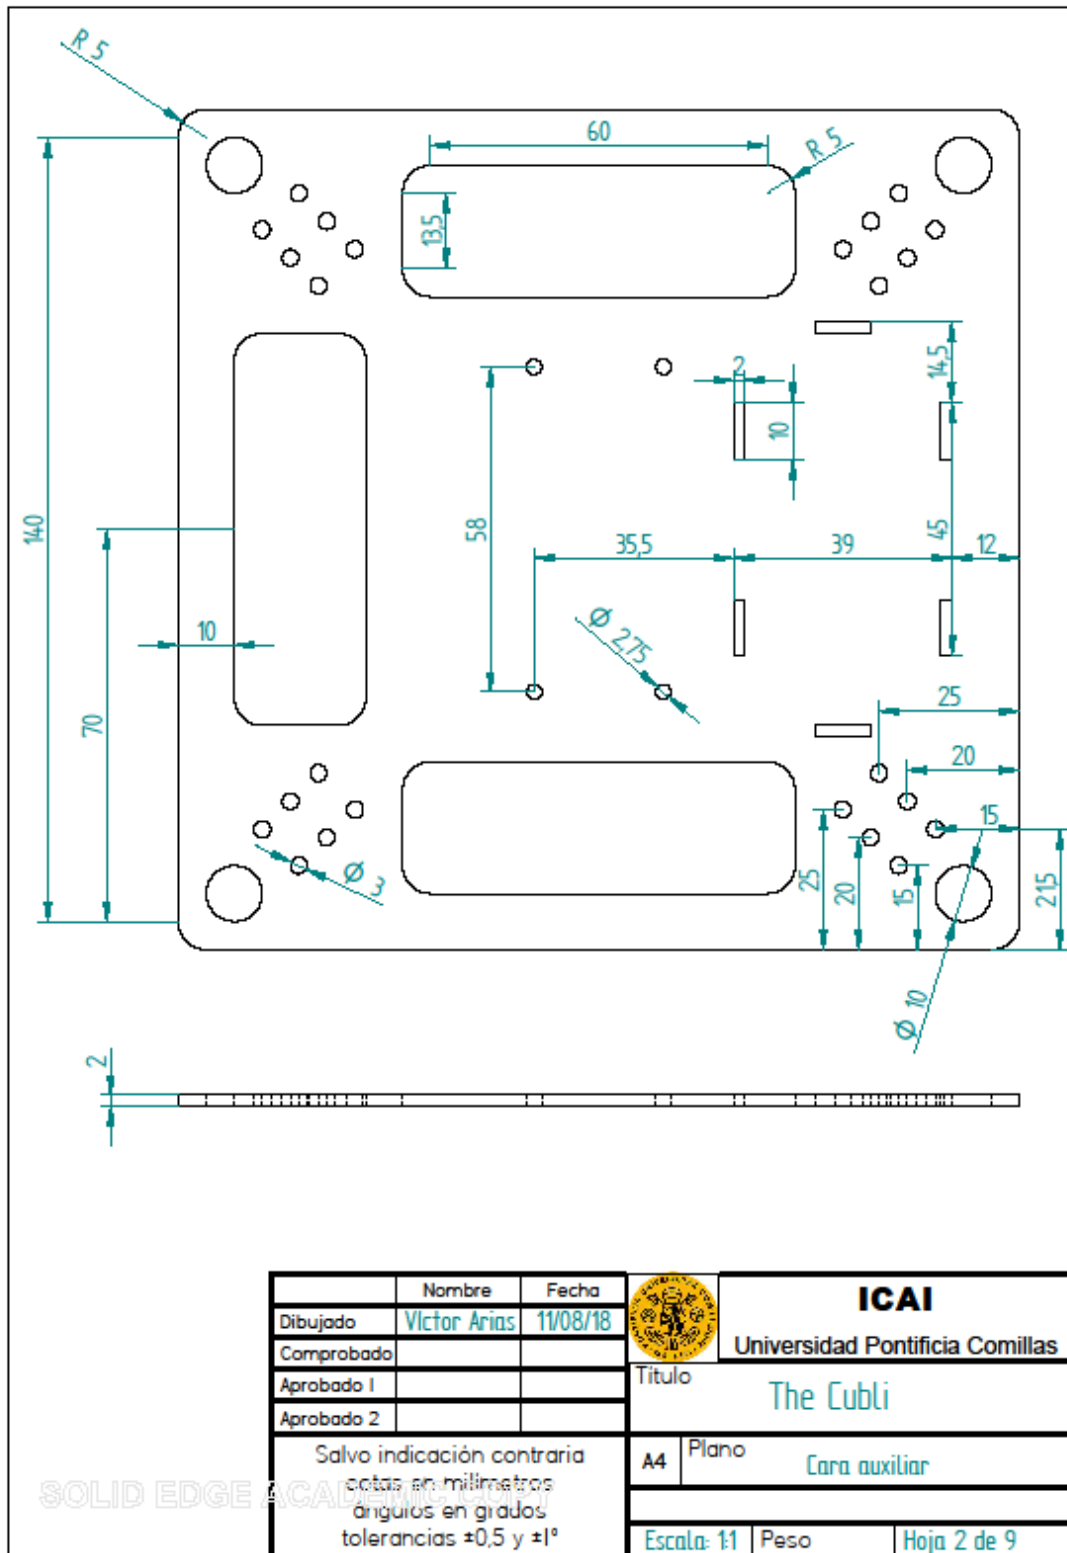 R 5
60
R 5
13,5
2
14,5
10
140
58
35,5
39
45
12
Ø 2,75
10
70
25
20
15
Ø 3
25
20
15
21,5
Ø 10
2
Nombre Fecha
Dibujado VIctor Arias 11/08/18
Comprobado
Aprobado 1
Aprobado 2
ICAI
Universidad Pontificia Comillas
Título
The Cubli
A4 Plano Cara auxiliar
Salvo indicación contraria
cotas en milímetros
ángulos en grados
tolerancias ±0,5 y ±1º
Escala: 1:1 Peso Hoja 2 de 9
SOLID EDGE ACADEMIC COPY